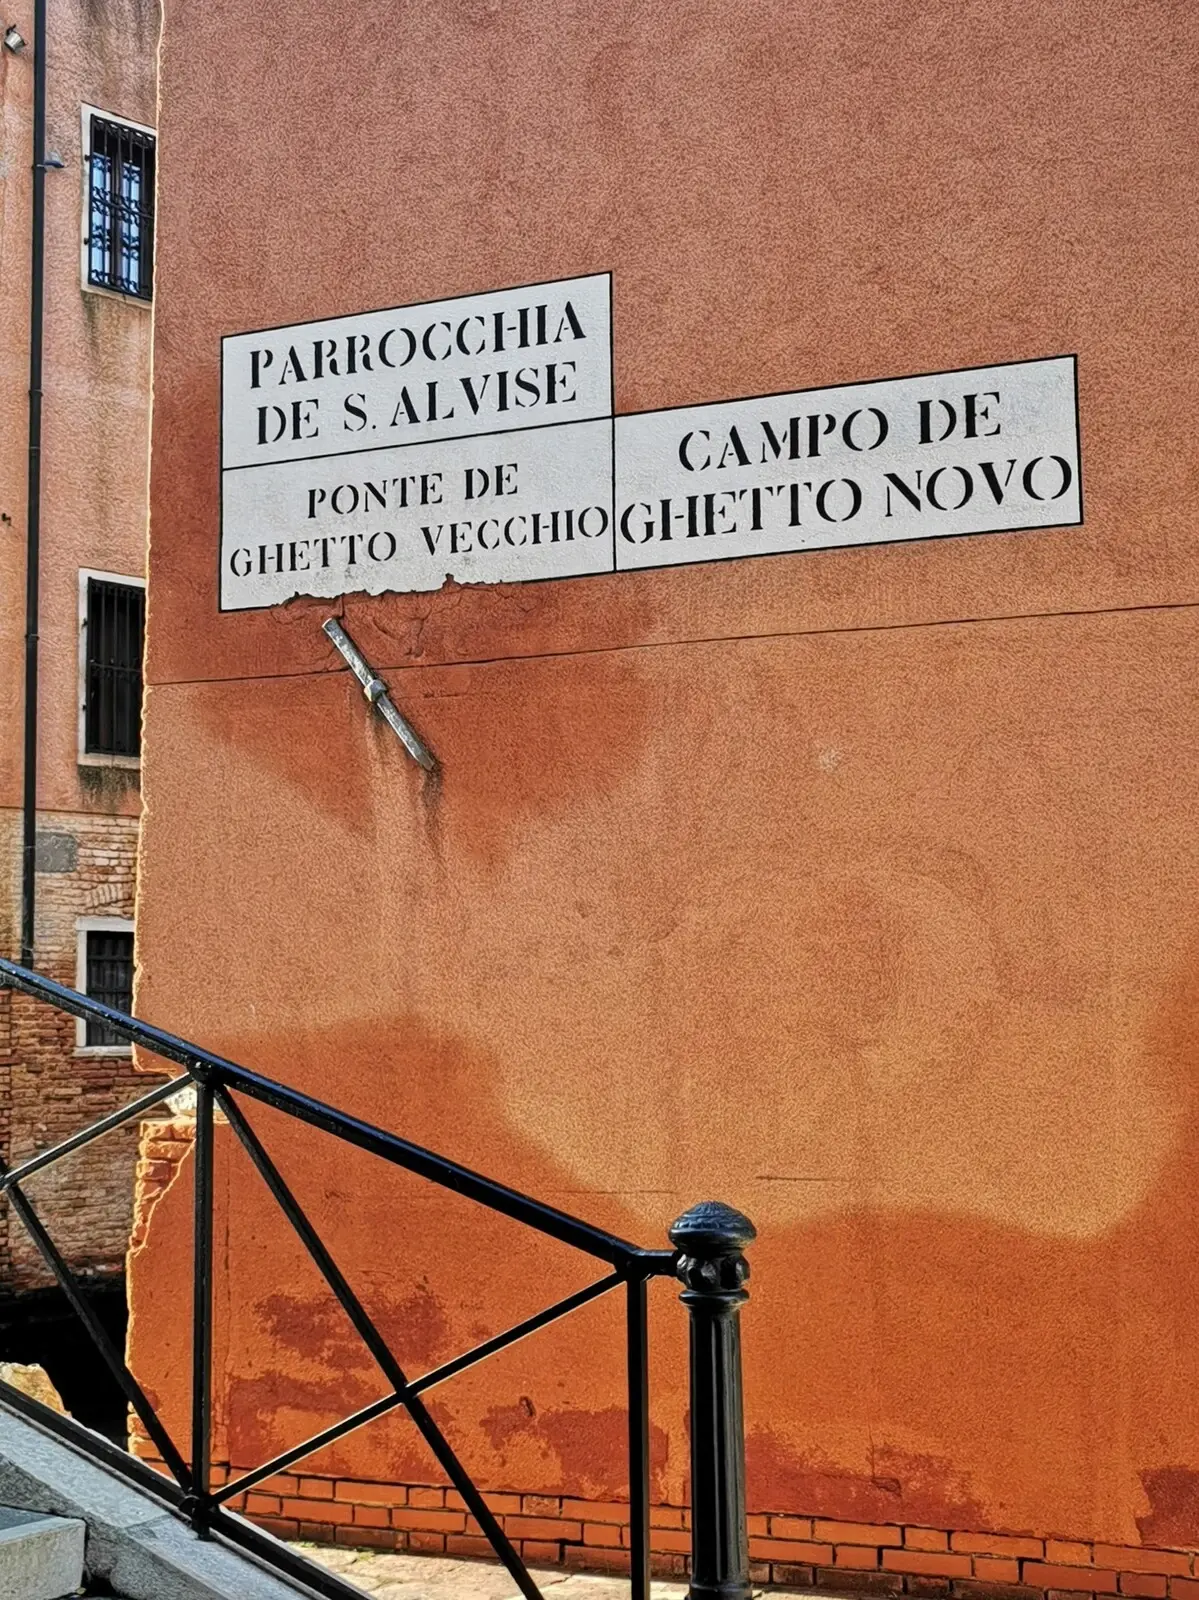 PARROCCHIA
DE S. ALVISE
PONTE DE
GHETTO VECCHIO
CAMPO DE
GHETTO NOVO